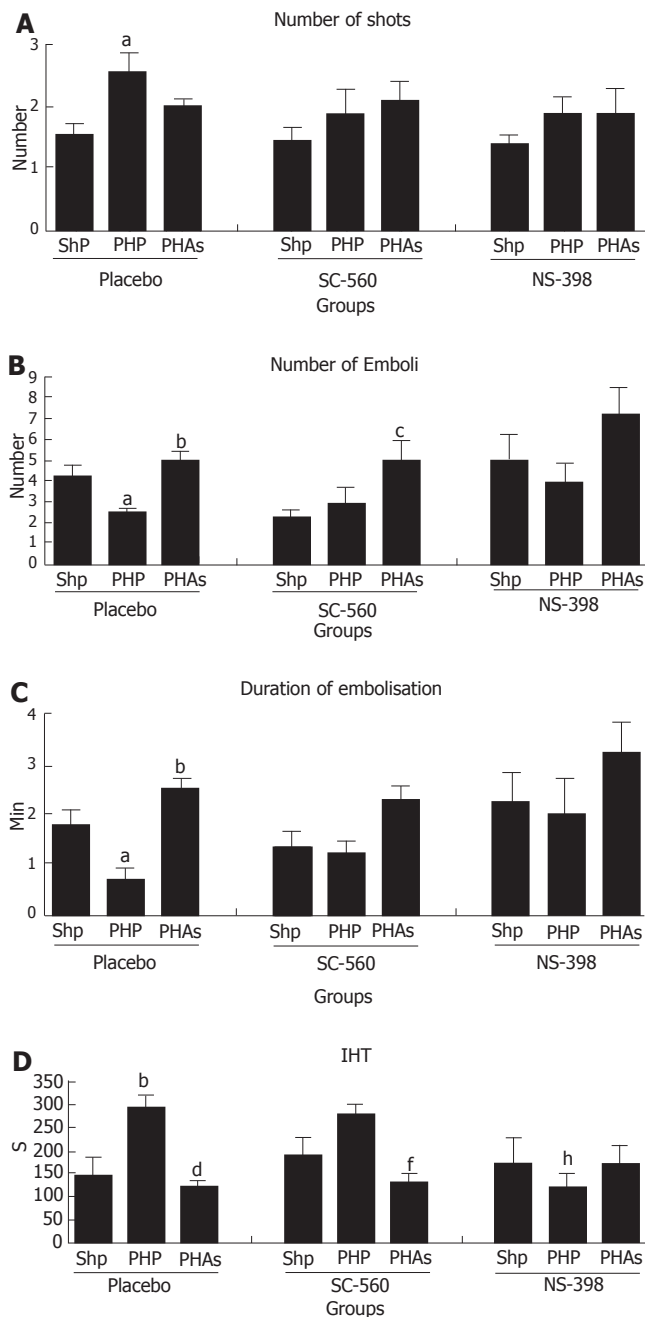 A
Number of shots
3
2
1
0
Number
a
ShP PHP PHAs
Shp PHP PHAs
Shp PHP PHAs
Placebo
SC-560
NS-398
Groups
B
Number of Emboli
9
8
7
6
5
4
3
2
1
0
Number
a
b
c
Shp PHP PHAs
Shp PHP PHAs
Shp PHP PHAs
Placebo
SC-560
NS-398
Groups
C
Duration of embolisation
4
3
2
1
0
Min
a
b
Shp PHP PHAs
Shp PHP PHAs
Shp PHP PHAs
Placebo
SC-560
NS-398
Groups
D
IHT
350
300
250
200
150
100
50
0
S
b
d
f
h
Shp PHP PHAs
Shp PHP PHAs
Shp PHP PHAs
Placebo
SC-560
NS-398
Groups